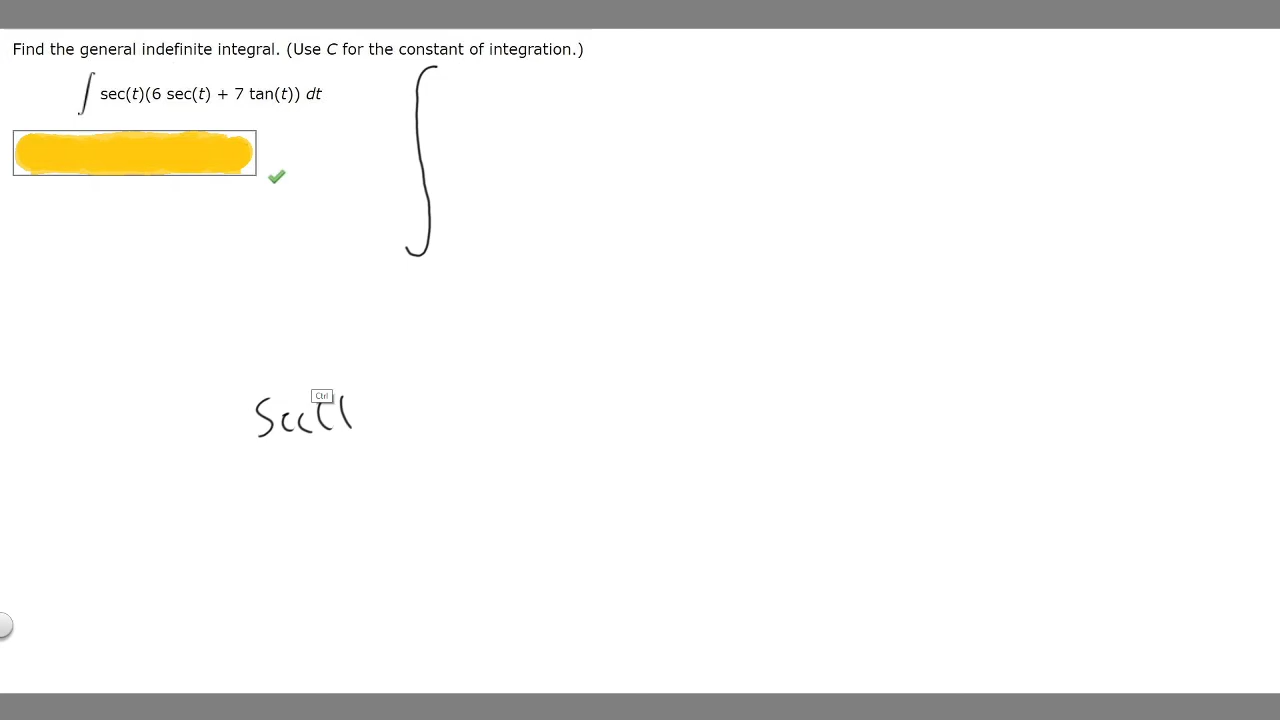 Find the general indefinite integral. (Use C for the constant of integration.)
∫ sec(t)(6 sec(t) + 7 tan(t)) dt
∫
Ctrl